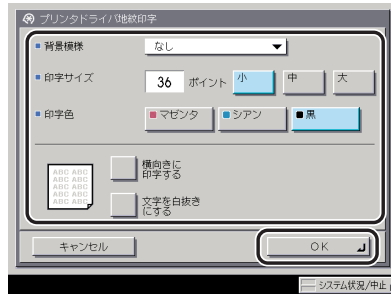 プリンタドライバ地紋印字
背景模様 なし
印字サイズ 36 ポイント 小 中 大
印字色 マゼンタ シアン 黒
ABC ABC
ABC ABC
ABC ABC
ABC ABC
ABC ABC
横向きに
印字する
文字を白抜き
にする
キャンセル OK
システム状況/中止